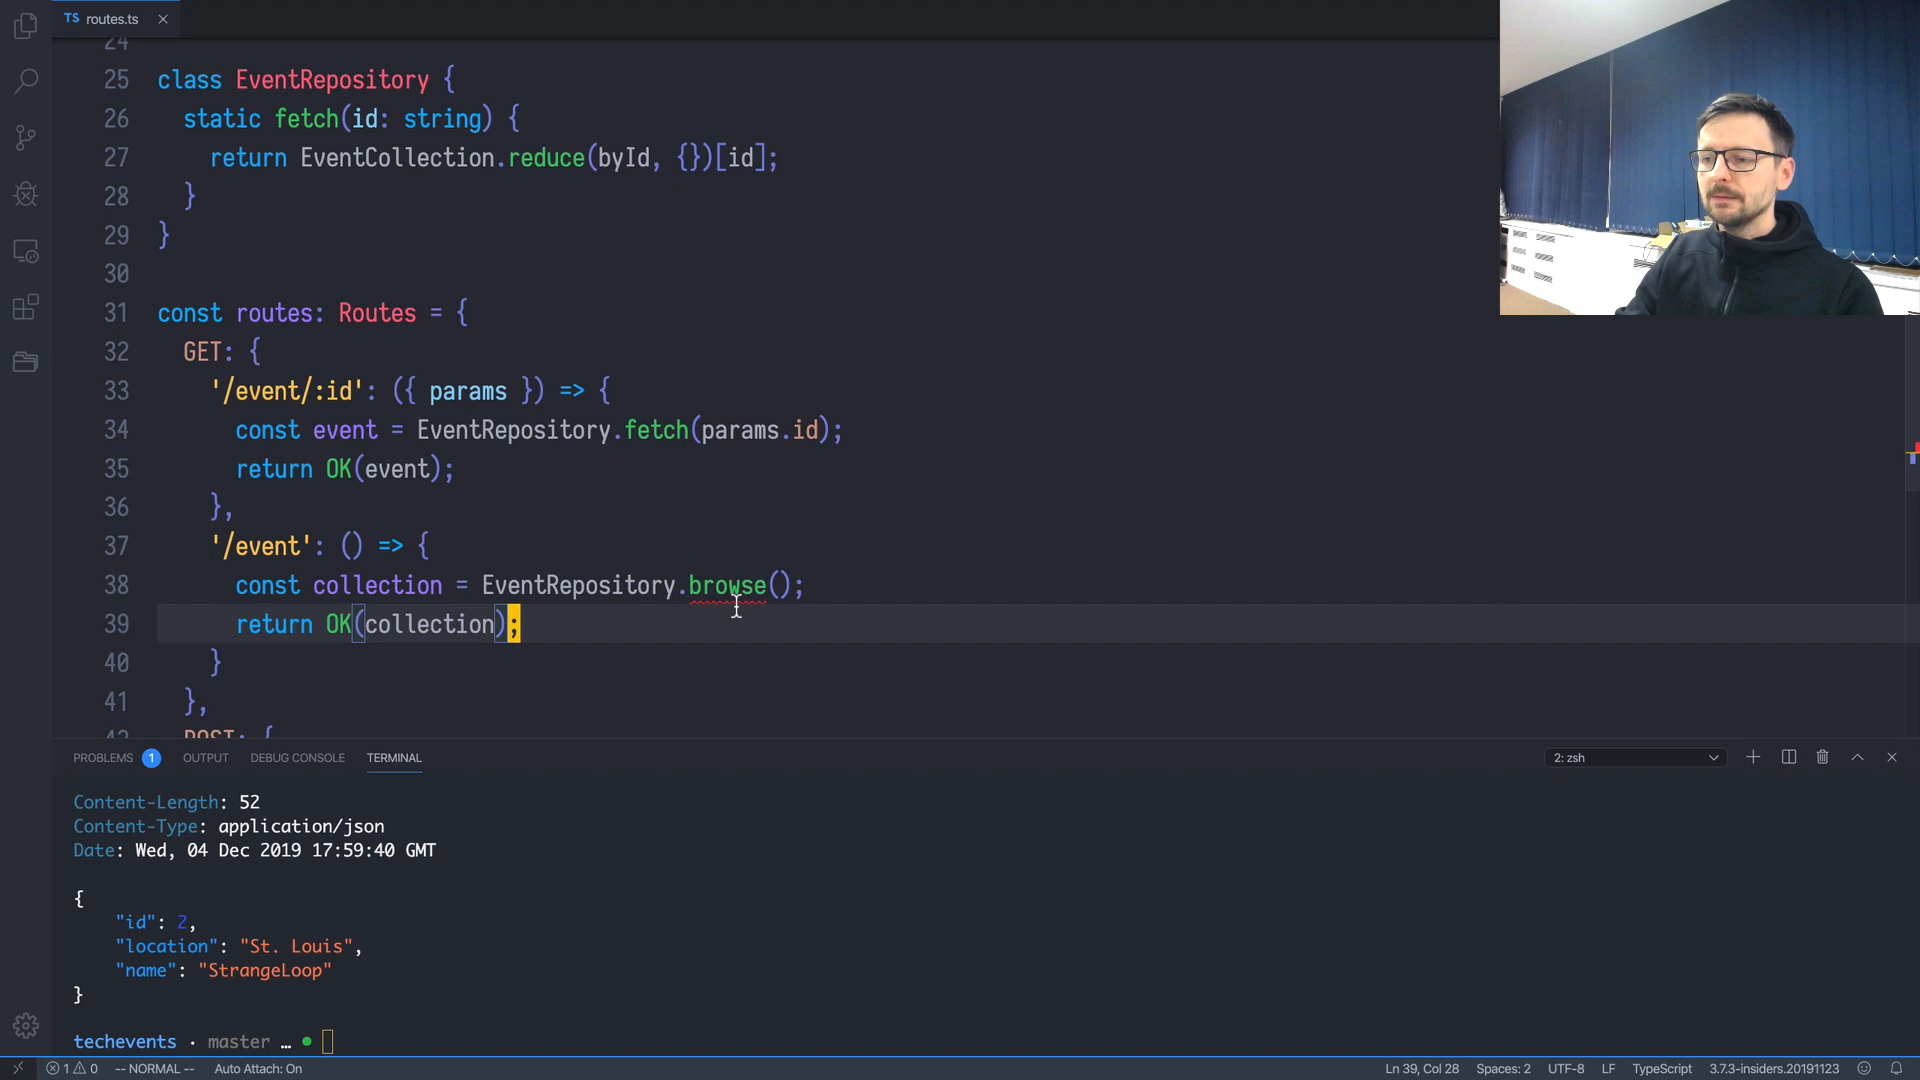 TS routes.ts
24
25 class EventRepository {
26 static fetch(id: string) {
27 return EventCollection.reduce(byId, {})[id];
28 }
29 }
30
31 const routes: Routes = {
32 GET: {
33 '/event/:id': ({ params }) => {
34 const event = EventRepository.fetch(params.id);
35 return OK(event);
36 },
37 '/event': () => {
38 const collection = EventRepository.browse();
39 return OK(collection);
40 }
41 },
42 POST: {
PROBLEMS 1 OUTPUT DEBUG CONSOLE TERMINAL 2: zsh
Content-Length: 52
Content-Type: application/json
Date: Wed, 04 Dec 2019 17:59:40 GMT
{
"id": 2,
"location": "St. Louis",
"name": "StrangeLoop"
}
techevents · master …
1 0 -- NORMAL -- Auto Attach: On Ln 39, Col 28 Spaces: 2 UTF-8 LF TypeScript 3.7.3-insiders.20191123